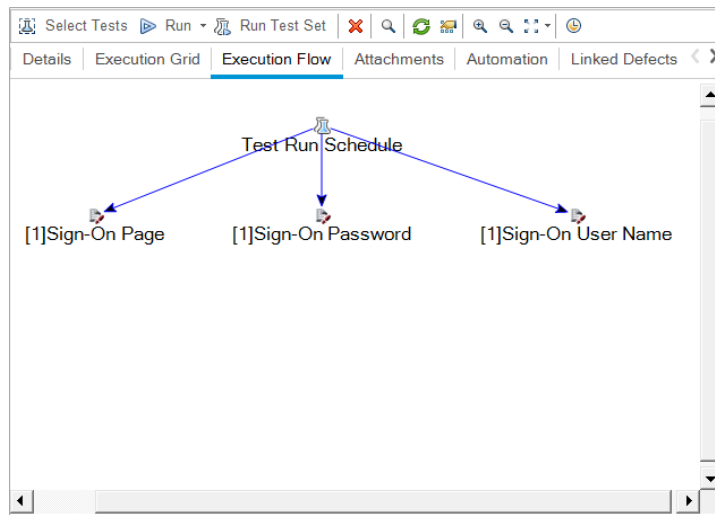 Select Tests Run Run Test Set
Details Execution Grid Execution Flow Attachments Automation Linked Defects
Test Run Schedule
[1]Sign-On Page [1]Sign-On Password [1]Sign-On User Name